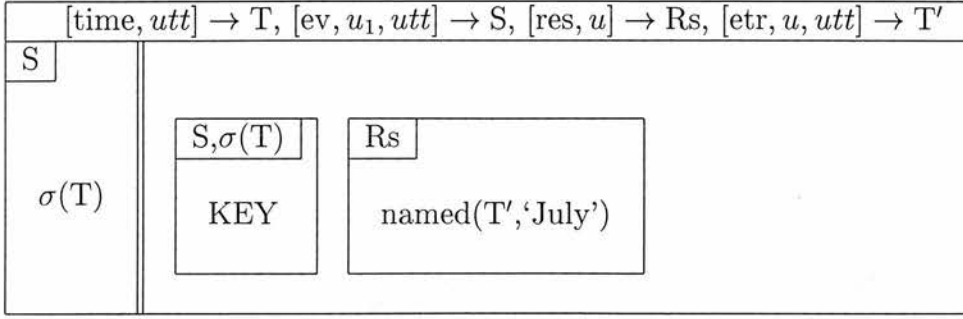 [time, utt] → T, [ev, u₁, utt] → S, [res, u] → Rs, [etr, u, utt] → T′
S
S,σ(T) Rs
σ(T) KEY named(T′,‘July’)